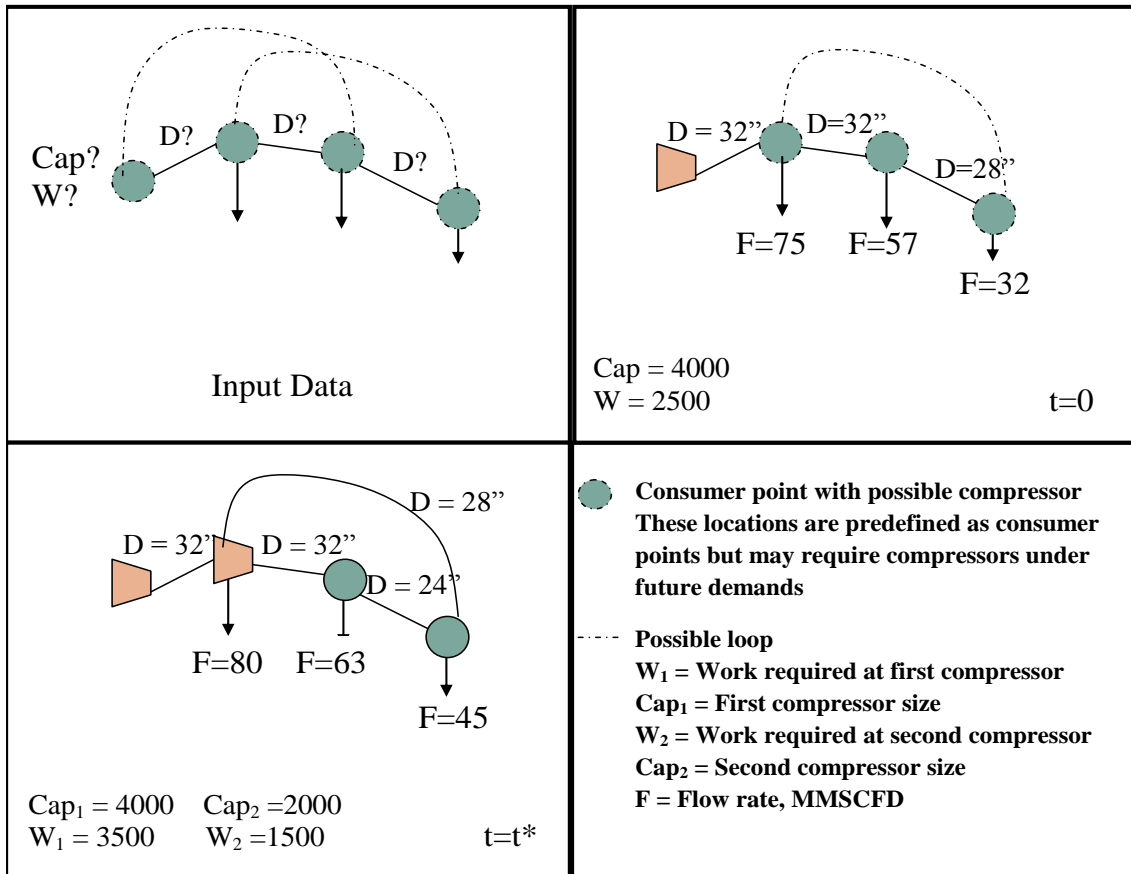 D?
D?
D?
Cap?
W?
Input Data
D = 32”
D=32”
D=28”
F=75
F=57
F=32
Cap = 4000
W = 2500
t=0
D = 28”
D = 32”
D = 32”
D = 24”
F=80
F=63
F=45
Cap₁ = 4000 Cap₂ =2000
W₁ = 3500 W₂ =1500
t=t*
Consumer point with possible compressor
These locations are predefined as consumer
points but may require compressors under
future demands
Possible loop
W₁ = Work required at first compressor
Cap₁ = First compressor size
W₂ = Work required at second compressor
Cap₂ = Second compressor size
F = Flow rate, MMSCFD